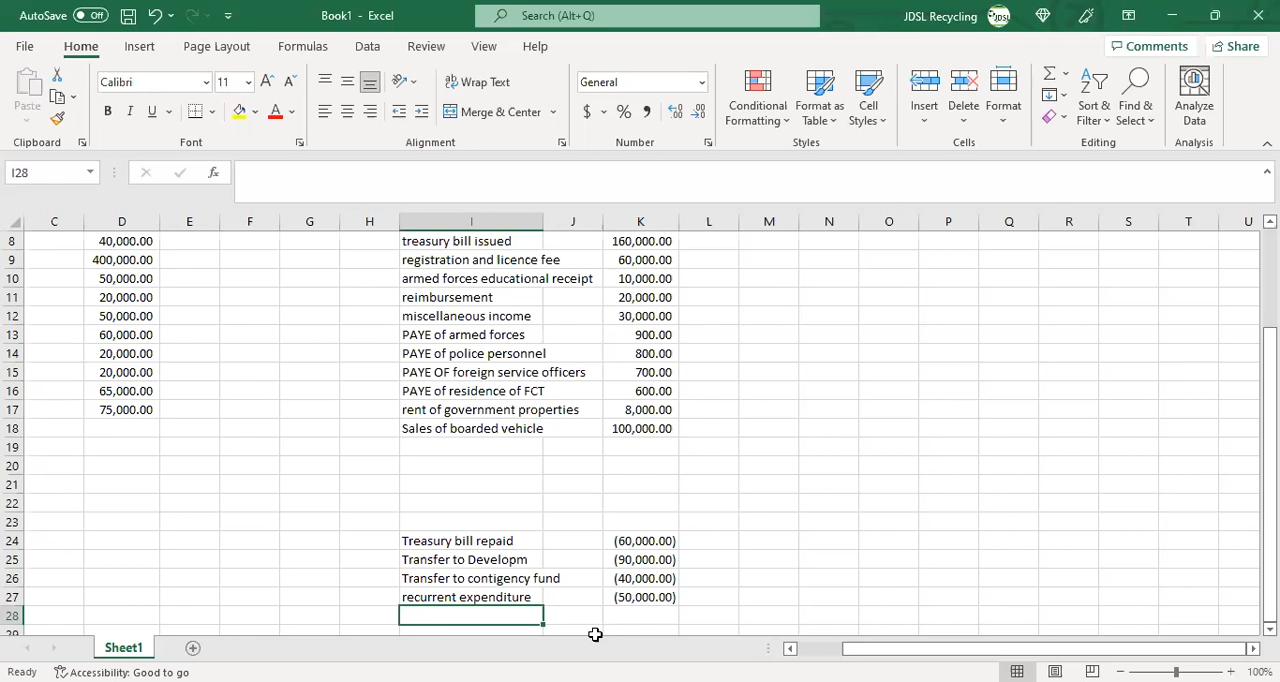 AutoSave Off Book1 - Excel Search (Alt+Q) JDSL Recycling
File Home Insert Page Layout Formulas Data Review View Help Comments Share
Paste Calibri 11 A A Wrap Text General Conditional Formatting Format as Table Cell Styles Insert Delete Format Sort & Filter Find & Select Analyze Data
B I U A Merge & Center $ % ,
Clipboard Font Alignment Number Styles Cells Editing Analysis
I28 fx
C D E F G H I J K L M N O P Q R S T U
8 40,000.00 treasury bill issued 160,000.00
9 400,000.00 registration and licence fee 60,000.00
10 50,000.00 armed forces educational receipt 10,000.00
11 20,000.00 reimbursement 20,000.00
12 50,000.00 miscellaneous income 30,000.00
13 60,000.00 PAYE of armed forces 900.00
14 20,000.00 PAYE of police personnel 800.00
15 20,000.00 PAYE OF foreign service officers 700.00
16 65,000.00 PAYE of residence of FCT 600.00
17 75,000.00 rent of government properties 8,000.00
18 Sales of boarded vehicle 100,000.00
19
20
21
22
23
24 Treasury bill repaid (60,000.00)
25 Transfer to Developm (90,000.00)
26 Transfer to contigency fund (40,000.00)
27 recurrent expenditure (50,000.00)
28
29
Sheet1
Ready Accessibility: Good to go 100%